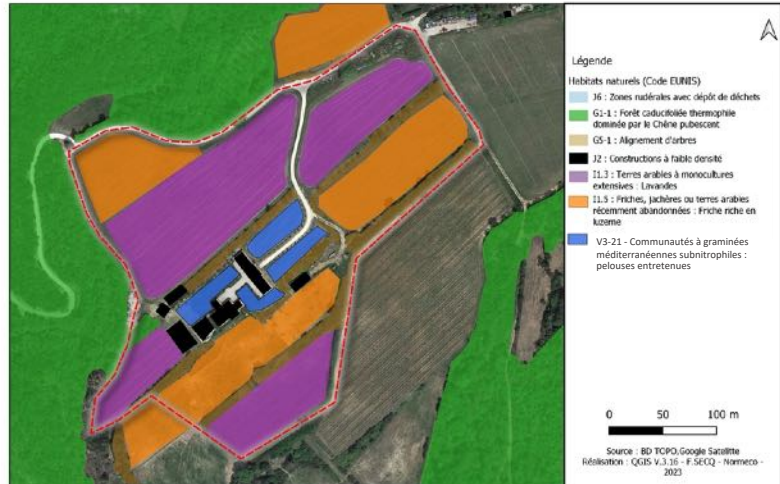 Légende
Habitats naturels (Code EUNIS)
J6 : Zones rudérales avec dépôt de déchets
G1-1 : Forêt caducifoliée thermophile
dominée par le Chêne pubescent
G5-1 : Alignement d'arbres
J2 : Constructions à faible densité
I1.3 : Terres arables à monocultures
extensives : Lavandes
I1.5 : Friches, jachères ou terres arables
récemment abandonnées : Friche riche en
luzerne
V3-21 - Communautés à graminées
méditerranéennes subnitrophiles :
pelouses entretenues
0 50 100 m
Source : BD TOPO,Google Satellitte
Réalisation : QGIS V.3.16 - F.SECQ - Normeco -
2023